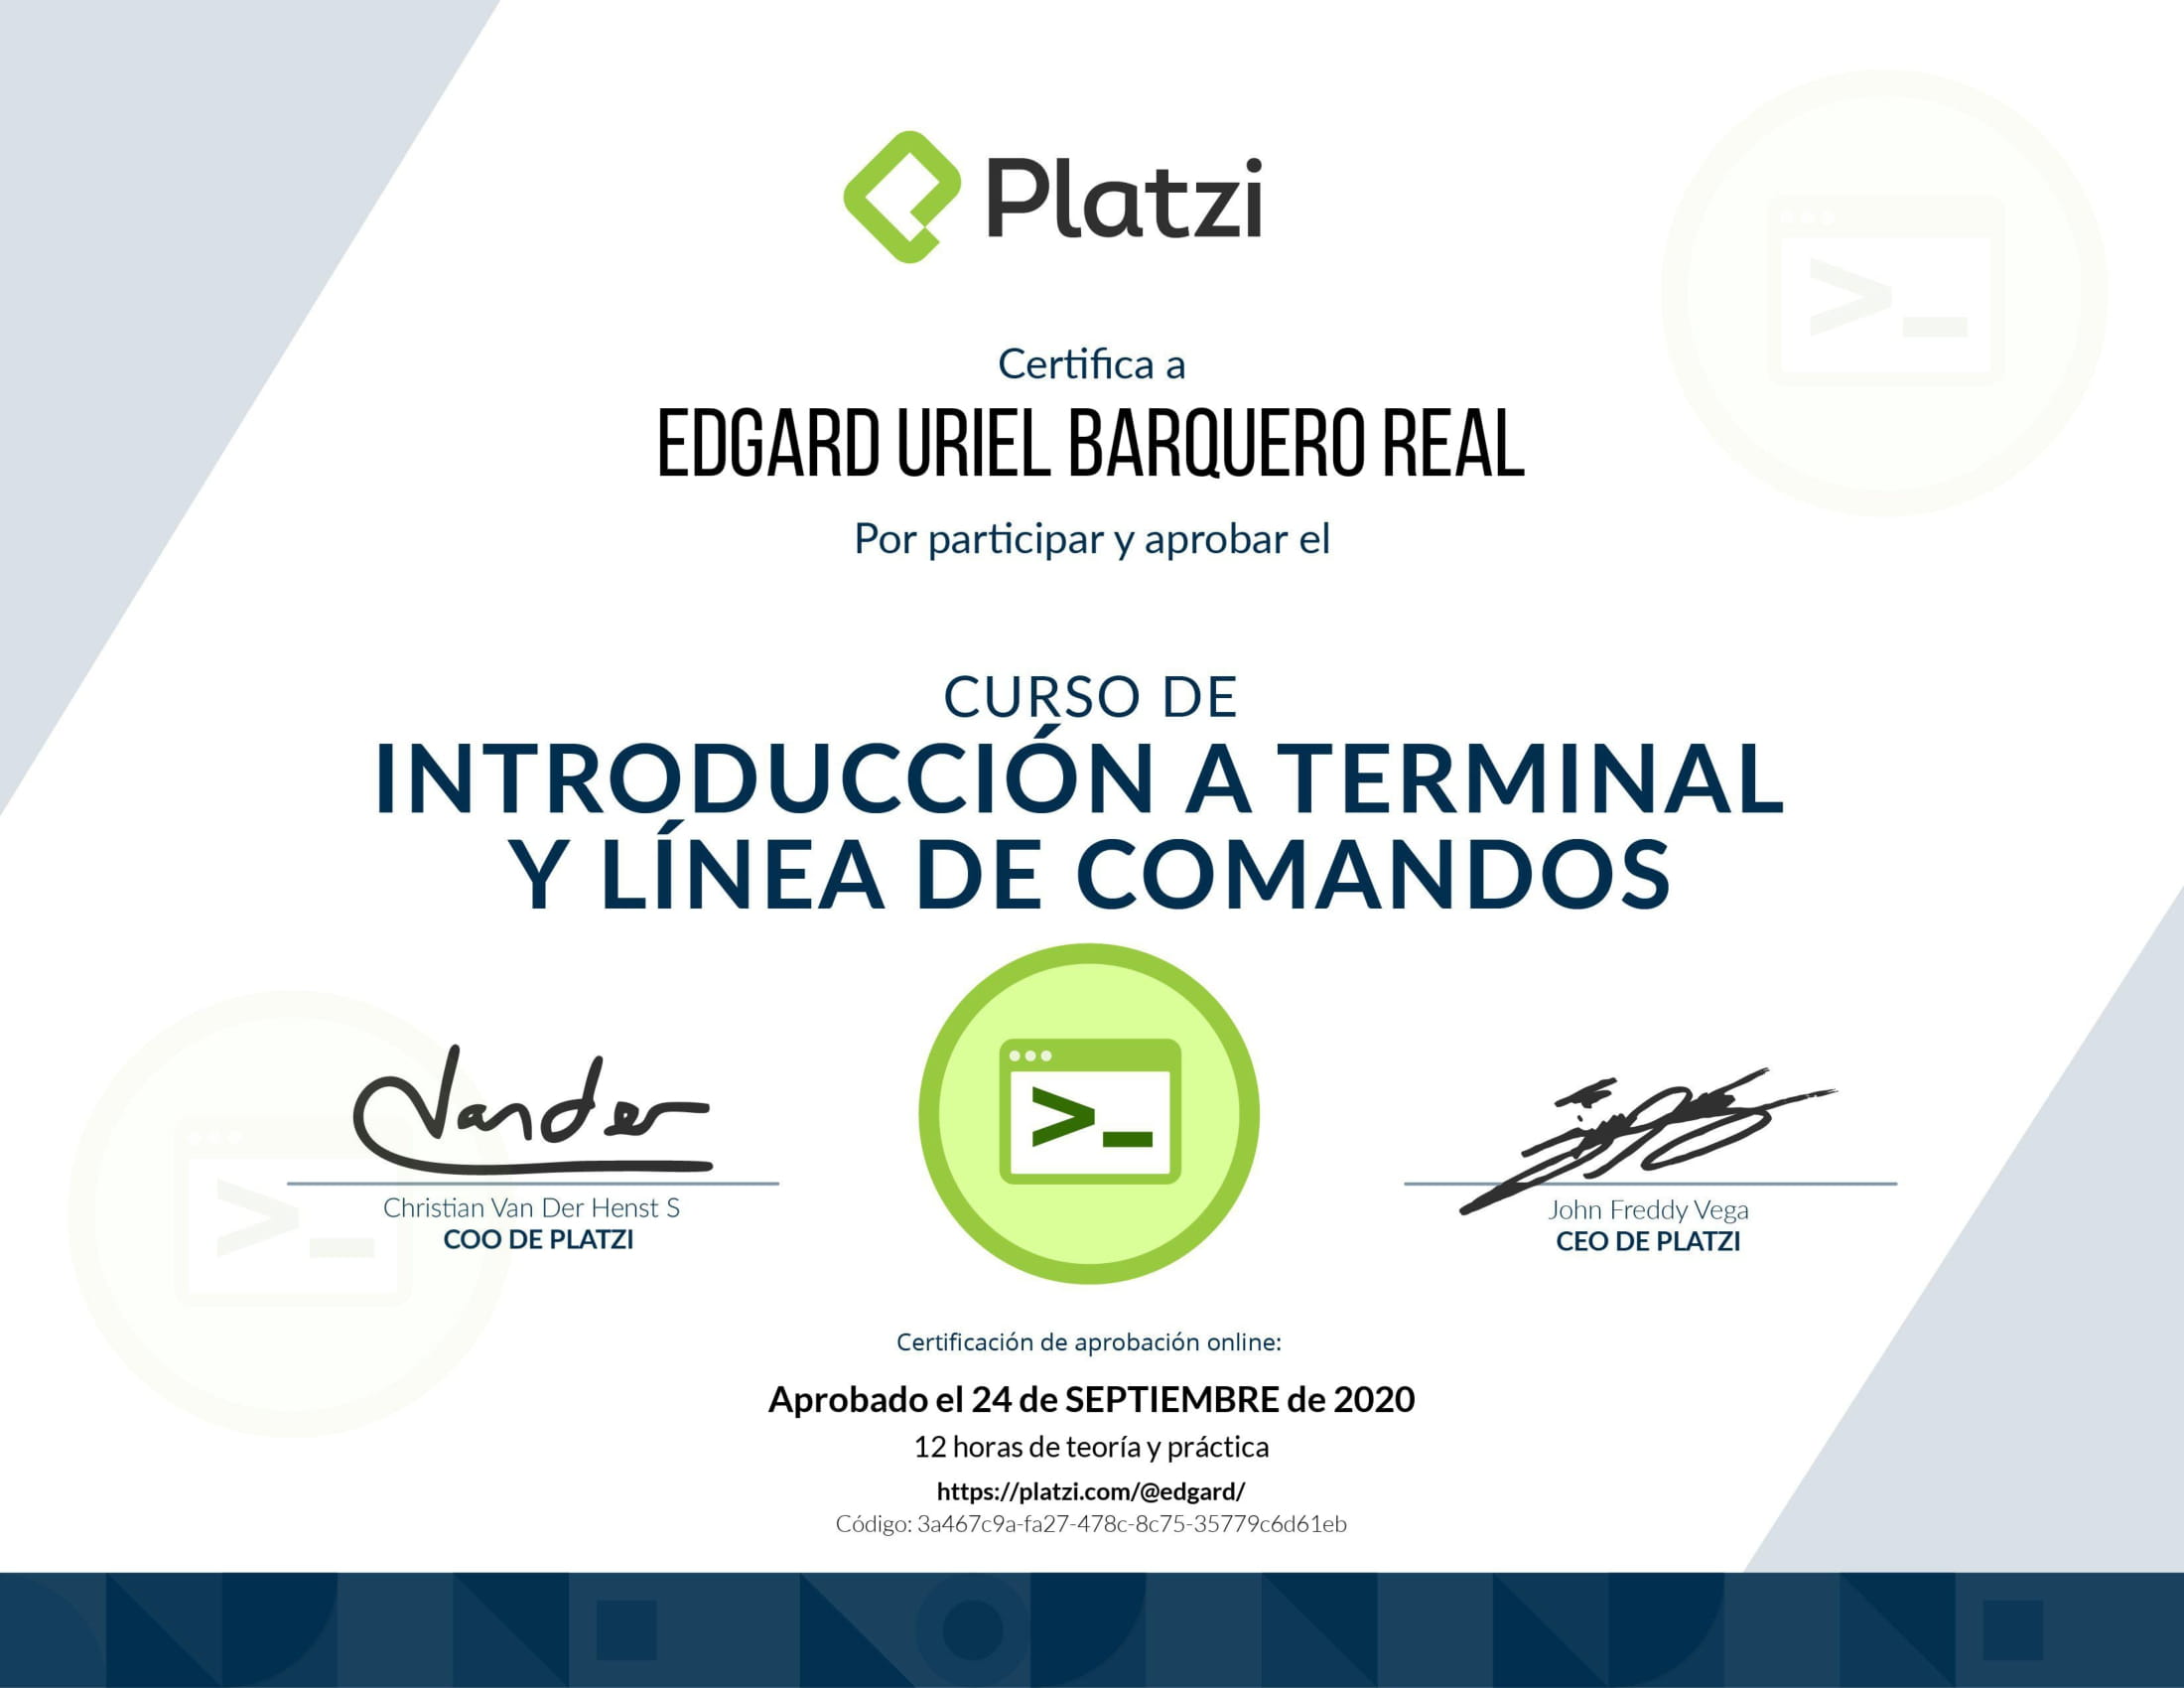 Platzi
Certifica a
EDGARD URIEL BARQUERO REAL
Por participar y aprobar el
CURSO DE
INTRODUCCIÓN A TERMINAL
Y LÍNEA DE COMANDOS
>_
Vander
Christian Van Der Henst S
COO DE PLATZI
John Freddy Vega
CEO DE PLATZI
Certificación de aprobación online:
Aprobado el 24 de SEPTIEMBRE de 2020
12 horas de teoría y práctica
https://platzi.com/@edgard/
Código: 3a467c9a-fa27-478c-8c75-35779c6d61eb